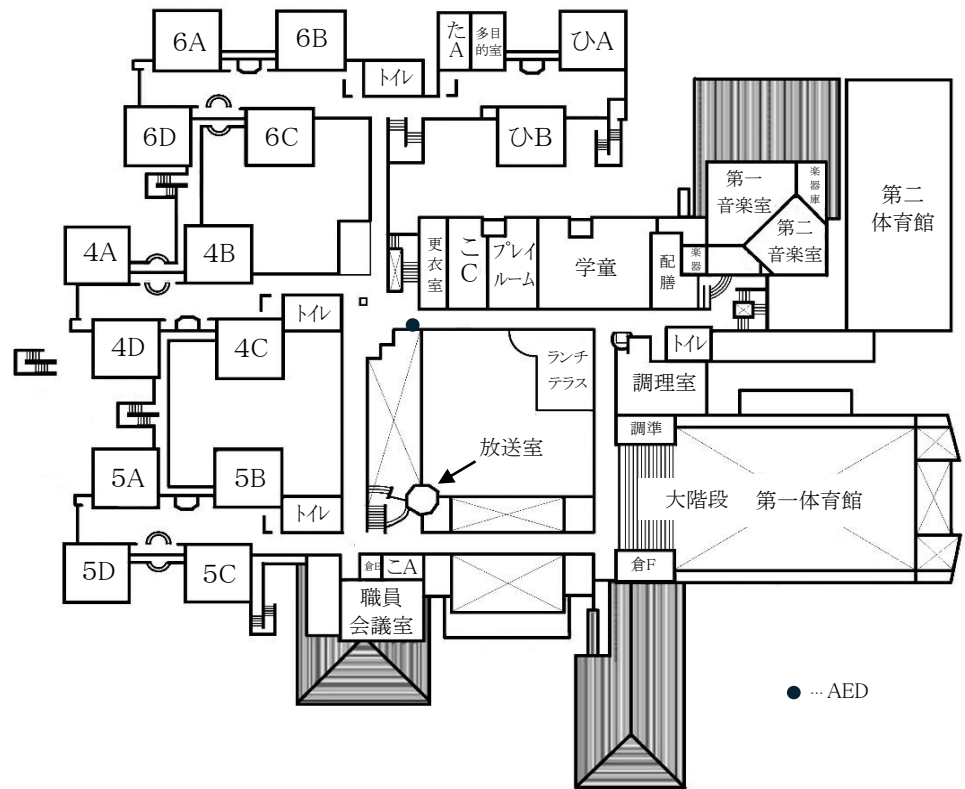 6A
6B
たA
多目
的室
ひA
トイレ
6D
6C
ひB
第一
音楽室
楽器庫
第二
音楽室
第二
体育館
4A
4B
更衣室
こC
プレイ
ルーム
学童
配膳
楽器
トイレ
4D
4C
ランチ
テラス
トイレ
調理室
放送室
調準
5A
5B
大階段
第一体育館
トイレ
5D
5C
倉E
こA
倉F
職員
会議室
● … AED